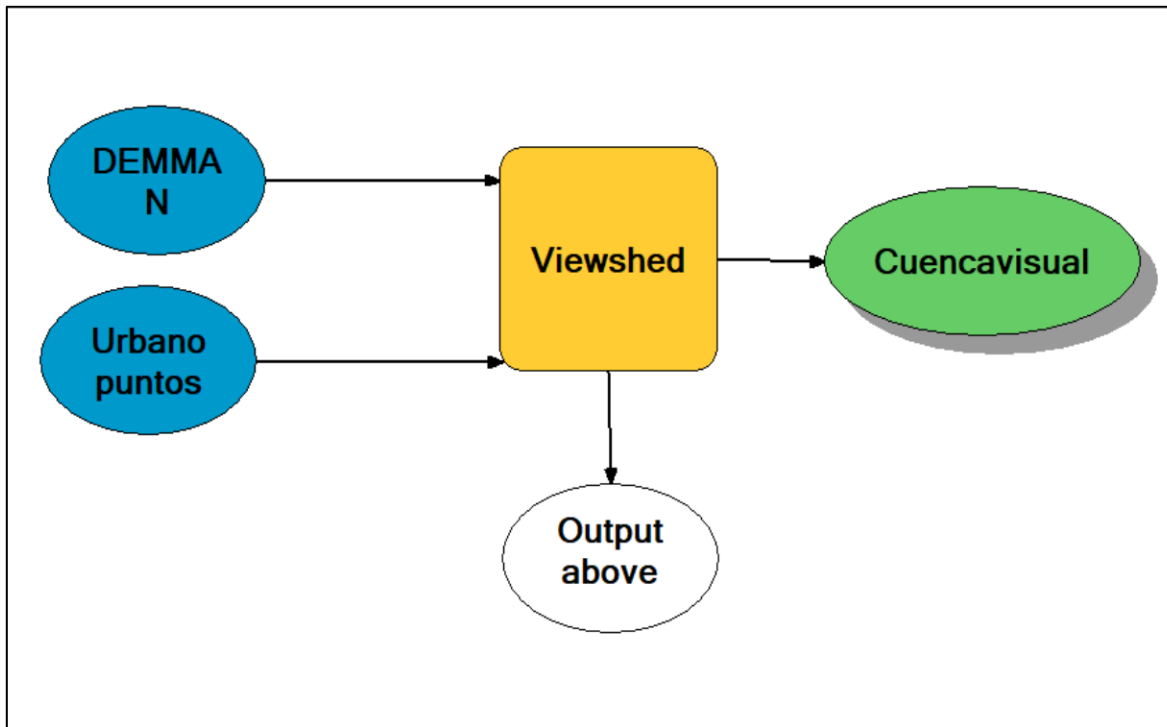 DEMMA
N
Viewshed
Cuencavisual
Urbano
puntos
Output
above